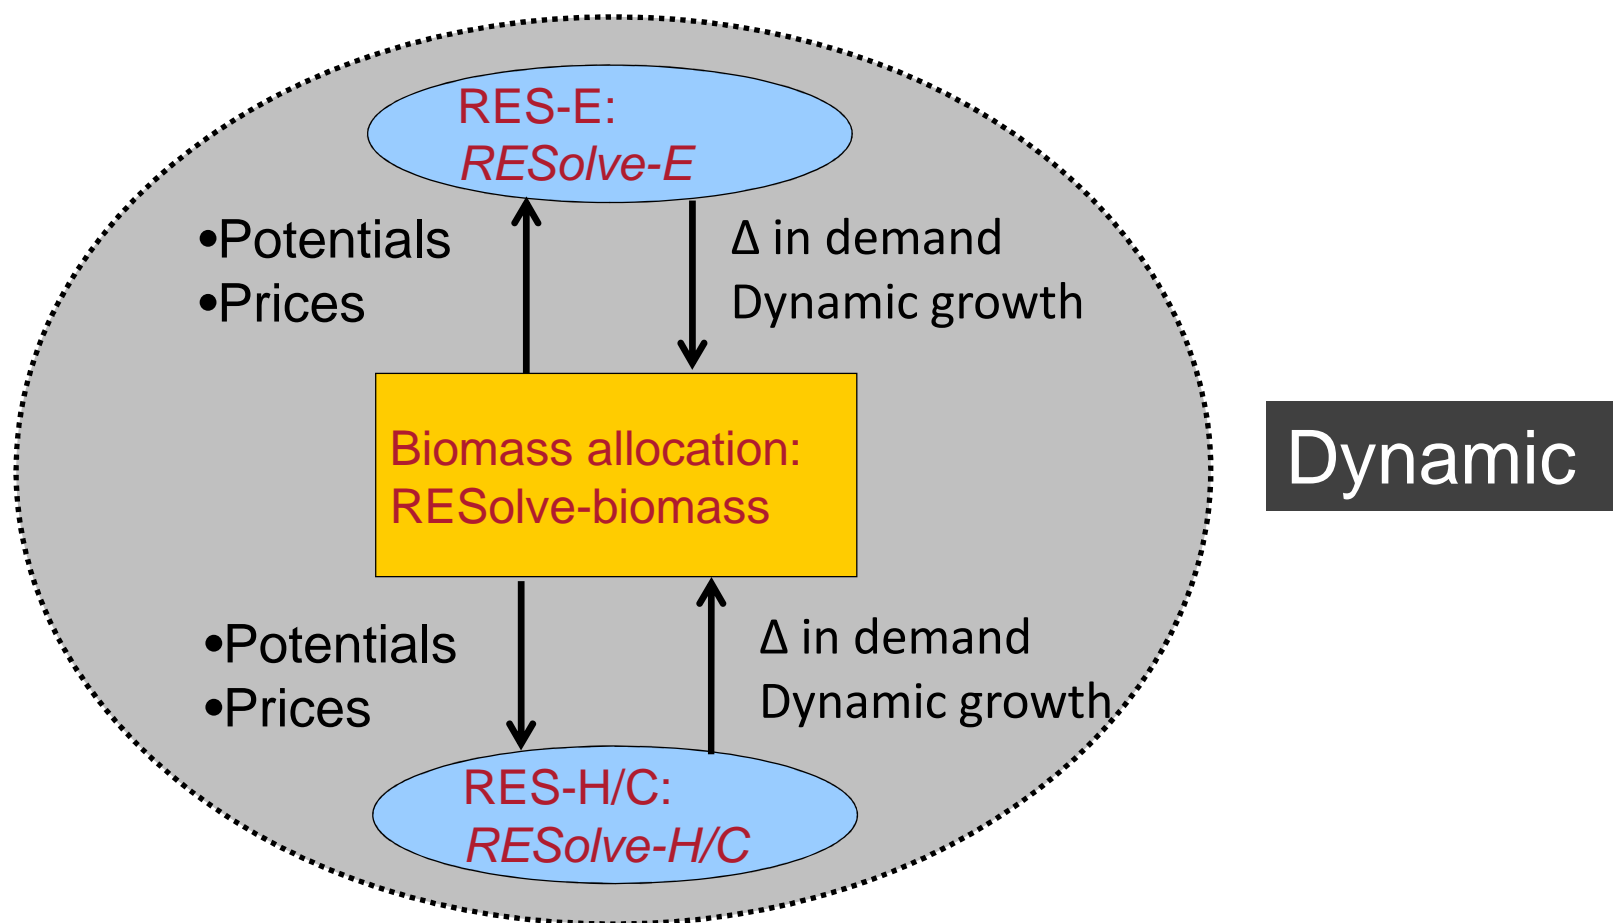 RES-E:
RESolve-E
•Potentials
•Prices
Δ in demand
Dynamic growth
Biomass allocation:
RESolve-biomass
Dynamic
•Potentials
•Prices
Δ in demand
Dynamic growth
RES-H/C:
RESolve-H/C